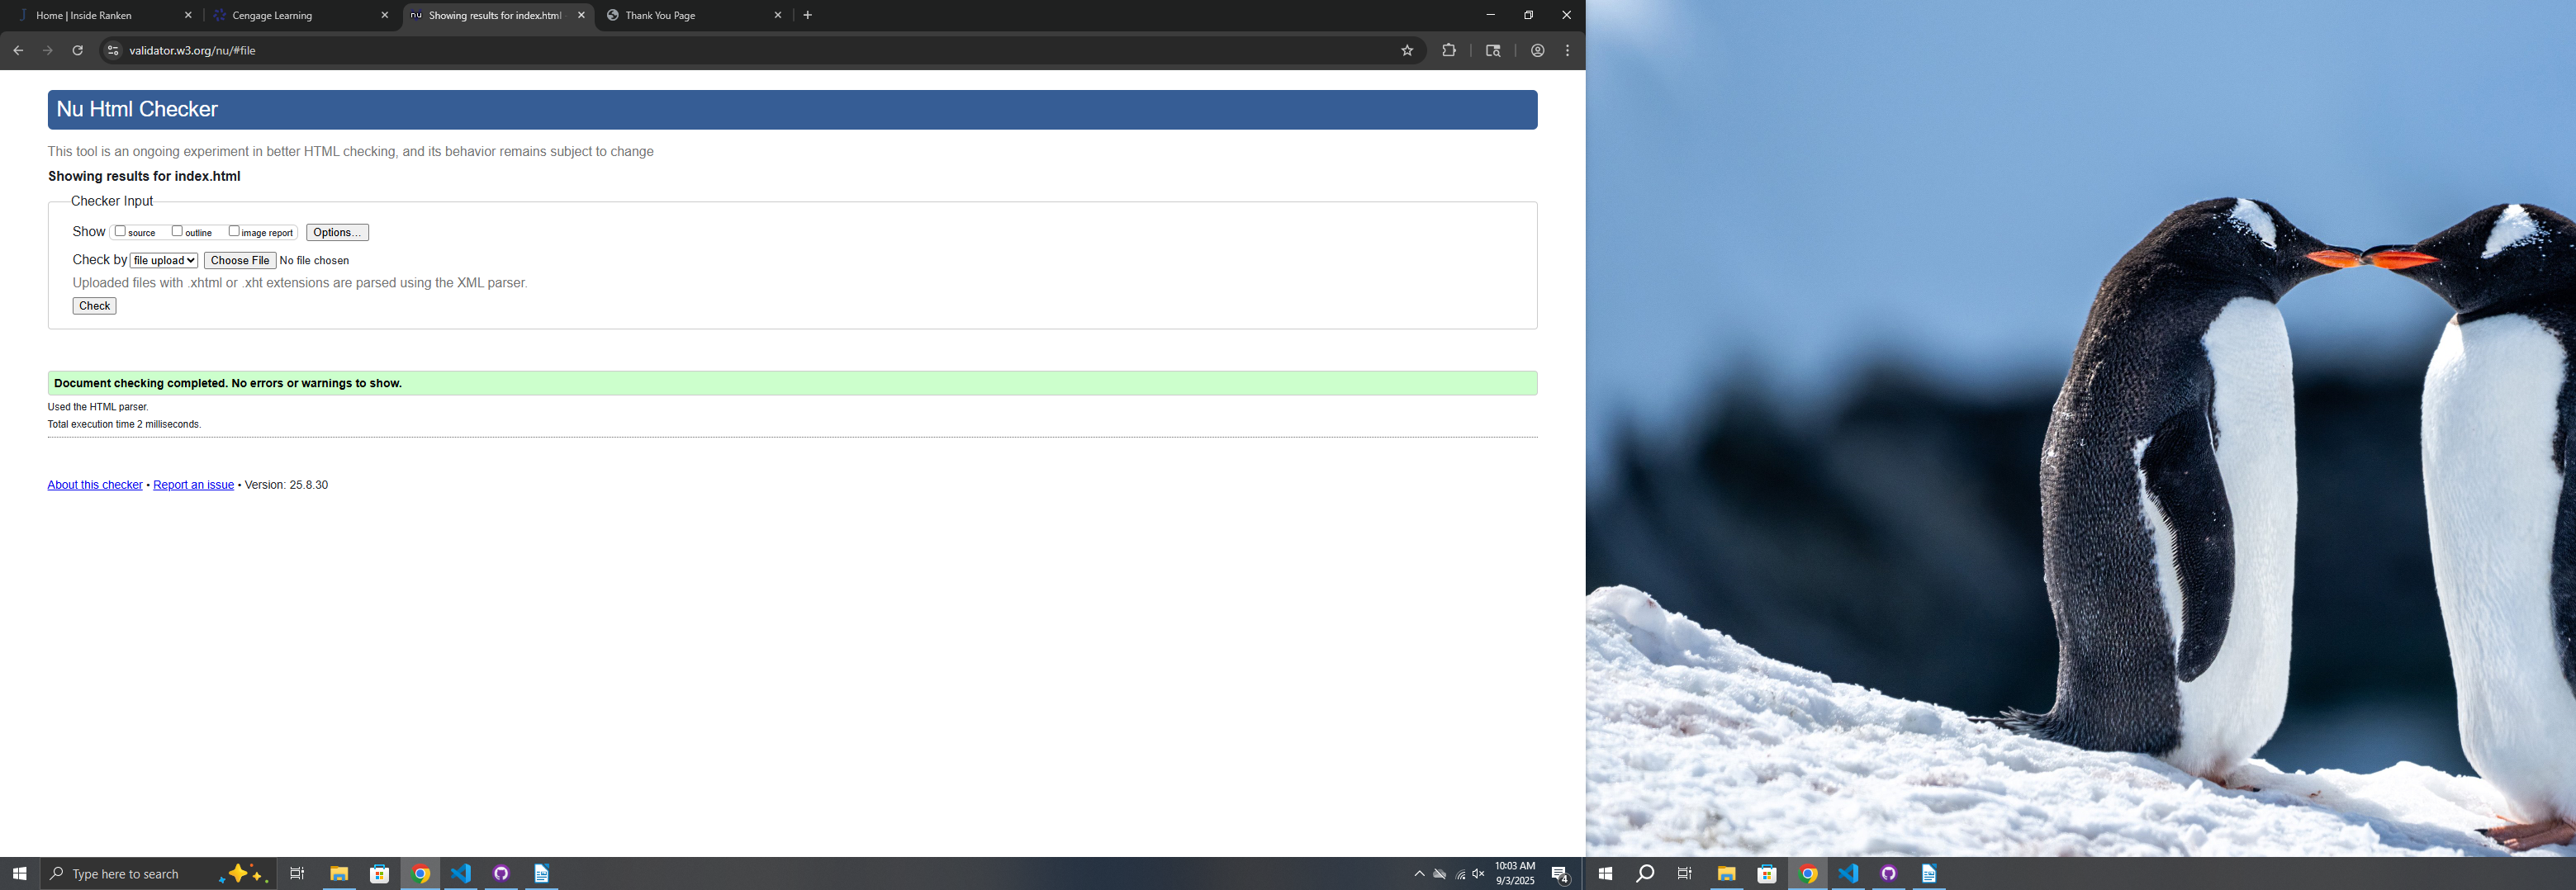 Home | Inside Ranken
Cengage Learning
Showing results for index.html
Thank You Page
validator.w3.org/nu/#file
Nu Html Checker
This tool is an ongoing experiment in better HTML checking, and its behavior remains subject to change
Showing results for index.html
Checker Input
Show source outline image report Options...
Check by file upload Choose File No file chosen
Uploaded files with .xhtml or .xht extensions are parsed using the XML parser.
Check
Document checking completed. No errors or warnings to show.
Used the HTML parser.
Total execution time 2 milliseconds.
About this checker • Report an issue • Version: 25.8.30
Type here to search
10:03 AM
9/3/2025
4